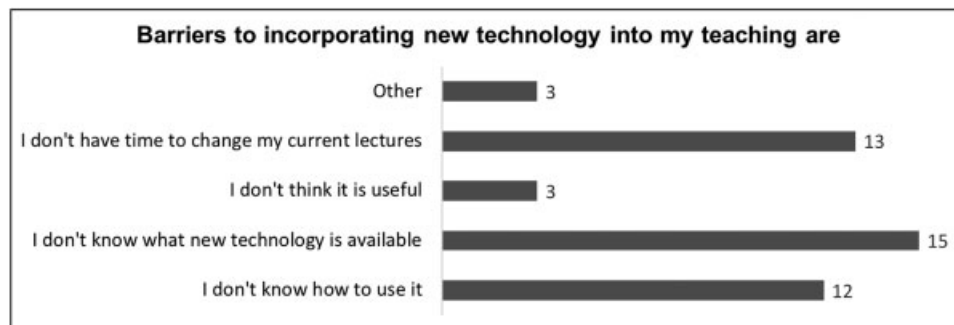 Barriers to incorporating new technology into my teaching are
Other
3
I don't have time to change my current lectures
13
I don't think it is useful
3
I don't know what new technology is available
15
I don't know how to use it
12